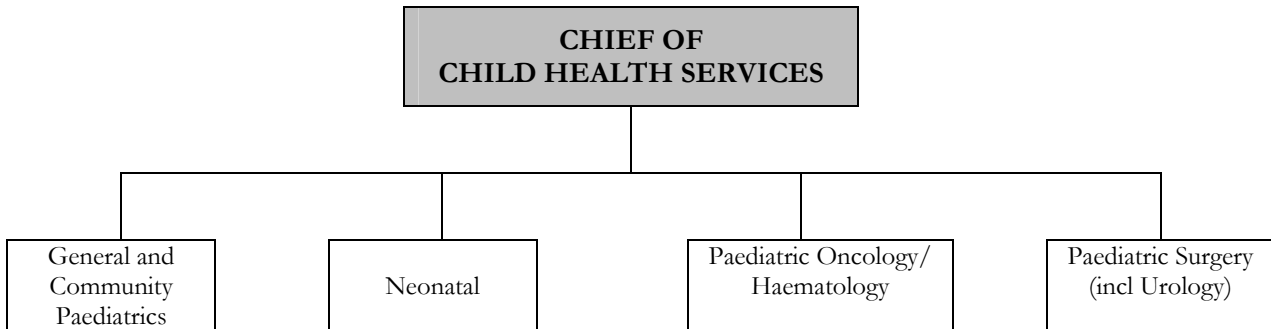 CHIEF OF
CHILD HEALTH SERVICES
General and
Community
Paediatrics
Neonatal
Paediatric Oncology/
Haematology
Paediatric Surgery
(incl Urology)